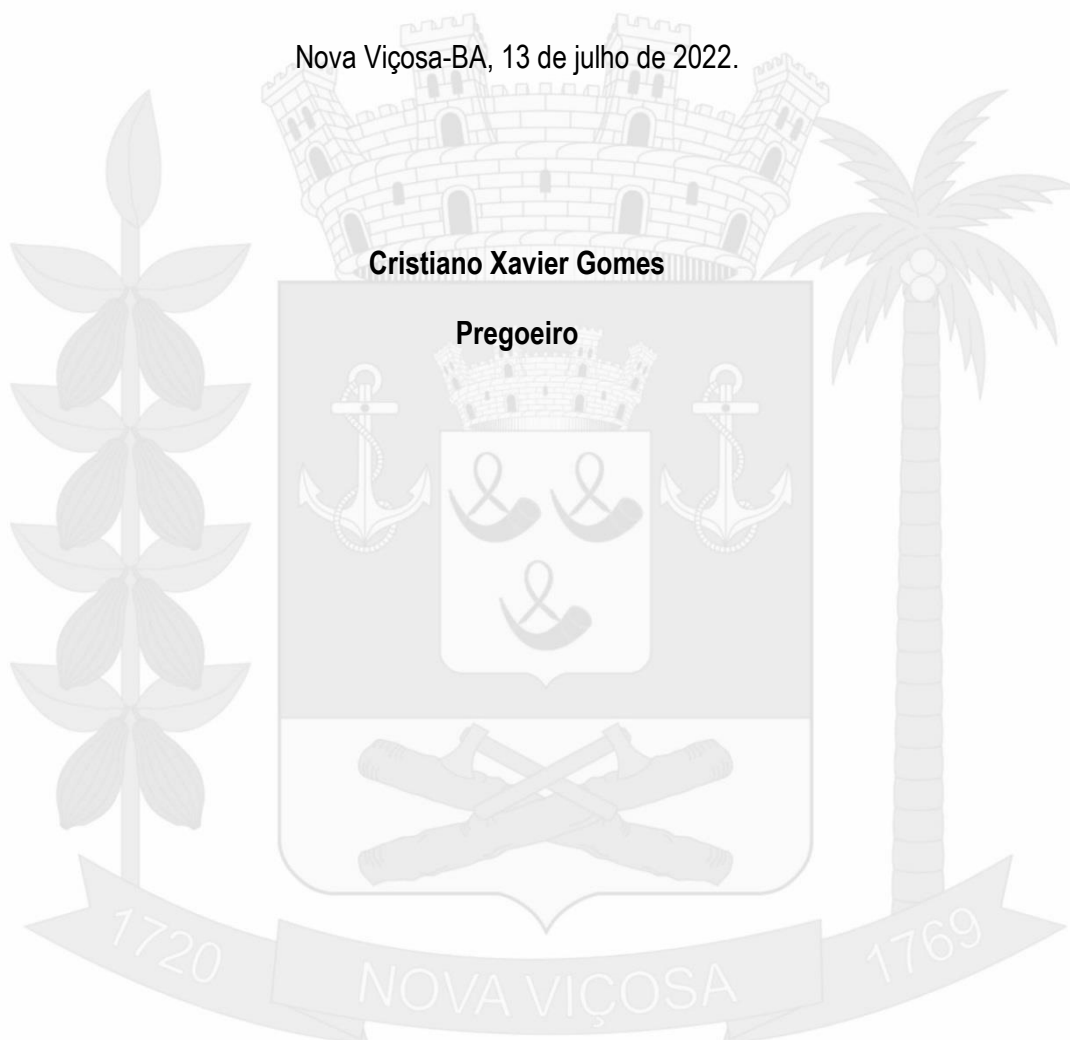 Nova Viçosa-BA, 13 de julho de 2022.
Cristiano Xavier Gomes
Pregoeiro
1720
NOVA VIÇOSA
1769